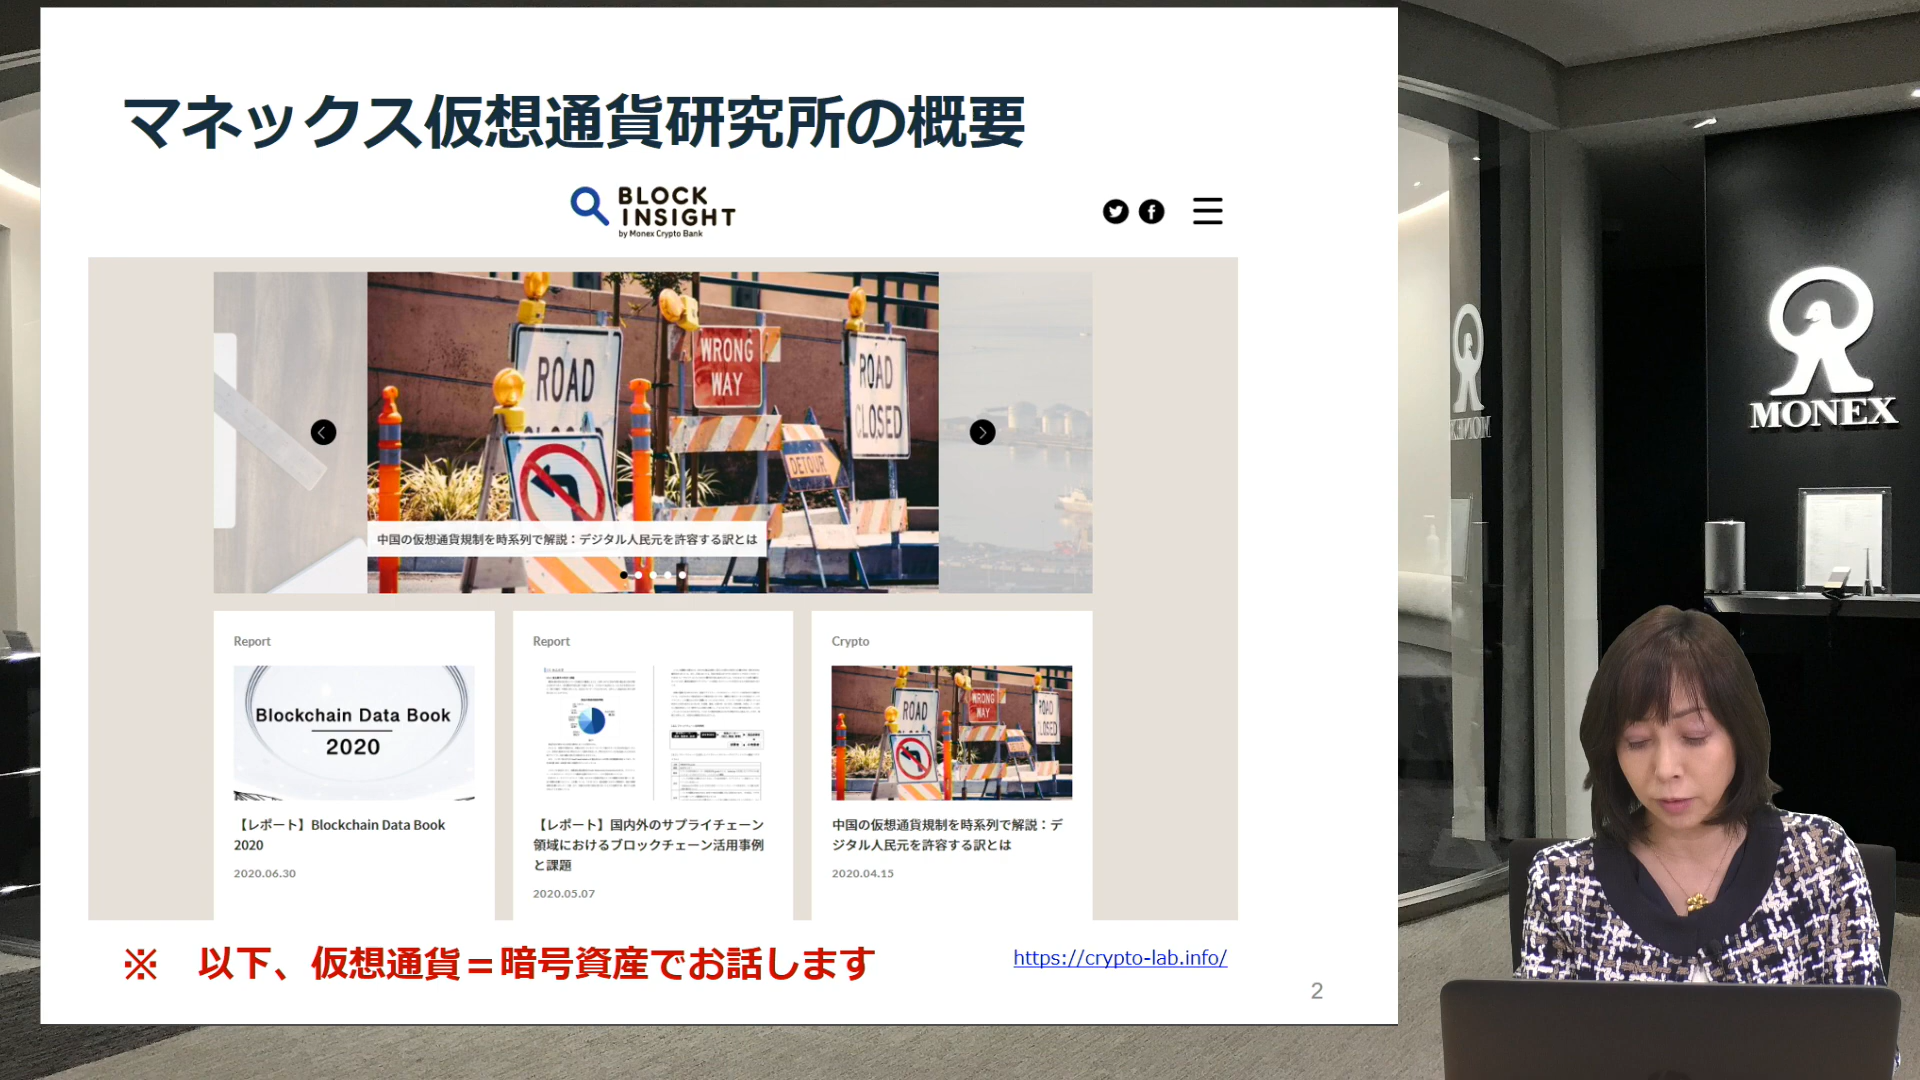 マネックス仮想通貨研究所の概要
BLOCK
INSIGHT
by Monex Crypto Bank
ROAD
CLOSED
WRONG
WAY
ROAD
CLOSED
DETOUR
中国の仮想通貨規制を時系列で解説：デジタル人民元を許容する訳とは
Report
Blockchain Data Book
2020
【レポート】Blockchain Data Book
2020
2020.06.30
Report
【レポート】国内外のサプライチェーン
領域におけるブロックチェーン活用事例
と課題
2020.05.07
Crypto
ROAD
WRONG
WAY
ROAD
CLOSED
中国の仮想通貨規制を時系列で解説：デ
ジタル人民元を許容する訳とは
2020.04.15
※　以下、仮想通貨＝暗号資産でお話します
https://crypto-lab.info/
2
MONEX
MONEX